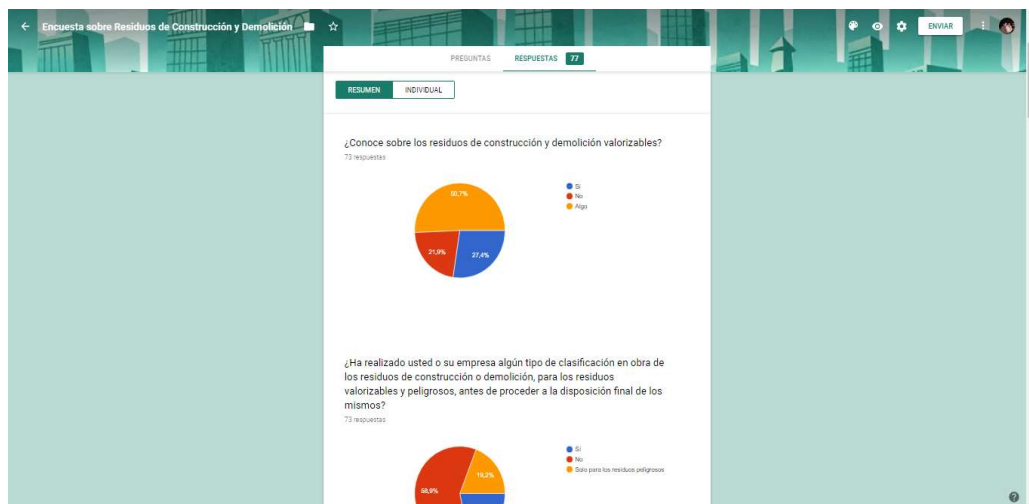 Encuesta sobre Residuos de Construcción y Demolición
ENVIAR
PREGUNTAS RESPUESTAS 77
RESUMEN INDIVIDUAL
¿Conoce sobre los residuos de construcción y demolición valorizables?
73 respuestas
50,7%
21,9%
27,4%
Sí
No
Algo
¿Ha realizado usted o su empresa algún tipo de clasificación en obra de
los residuos de construcción o demolición, para los residuos
valorizables y peligrosos, antes de proceder a la disposición final de los
mismos?
73 respuestas
19,2%
58,9%
Sí
No
Solo para los residuos peligrosos